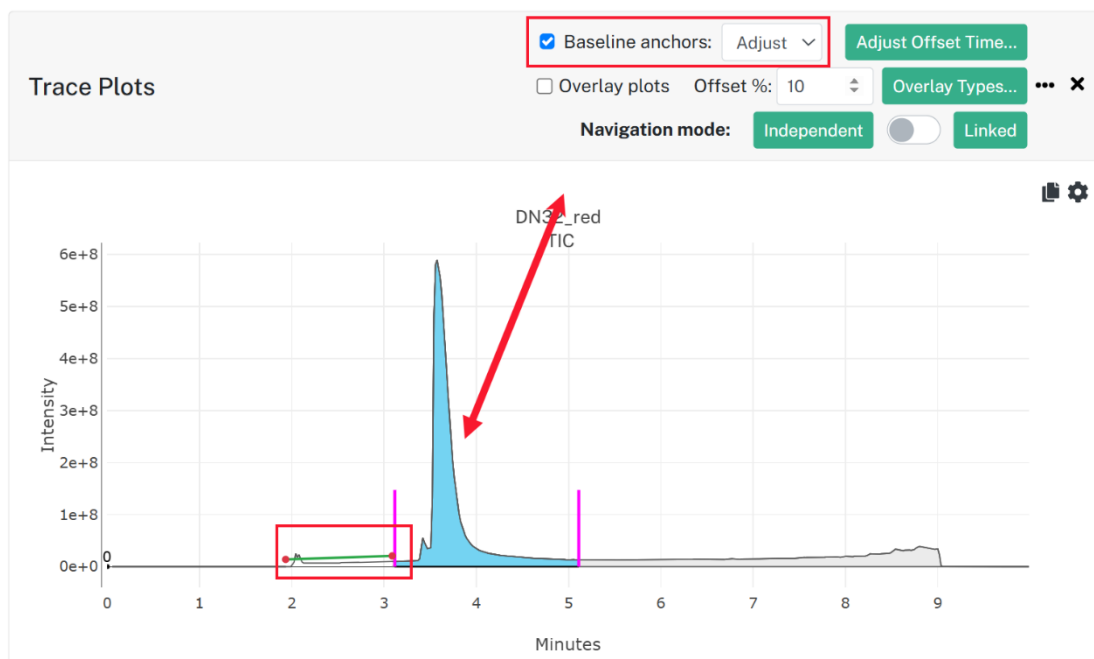 Baseline anchors: Adjust Adjust Offset Time...
Trace Plots
Overlay plots Offset %: 10 Overlay Types...
Navigation mode: Independent Linked
DN32_red
TIC
6e+8
5e+8
4e+8
3e+8
2e+8
1e+8
0
0e+0
Intensity
0 1 2 3 4 5 6 7 8 9
Minutes